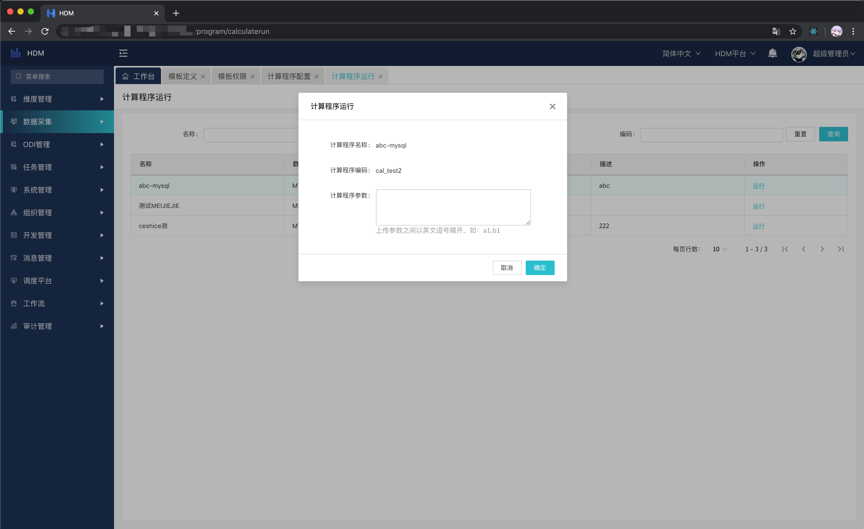 HDM
/program/calculaterun
HDM
简体中文
HDM平台
超级管理员
菜单搜索
工作台
模板定义
模板权限
计算程序配置
计算程序运行
维度管理
数据采集
ODI管理
任务管理
系统管理
组织管理
开发管理
消息管理
调度平台
工作流
审计管理
计算程序运行
名称：
编码：
重置
查询
名称
数
描述
操作
abc-mysql
M
abc
运行
测试MEIJIEJIE
M
运行
ceshice测
M
222
运行
每页行数：
10
1 - 3 / 3
计算程序运行
计算程序名称：
abc-mysql
计算程序编码：
cal_test2
计算程序参数：
上传参数之间以英文逗号隔开，如：a1,b1
取消
确定